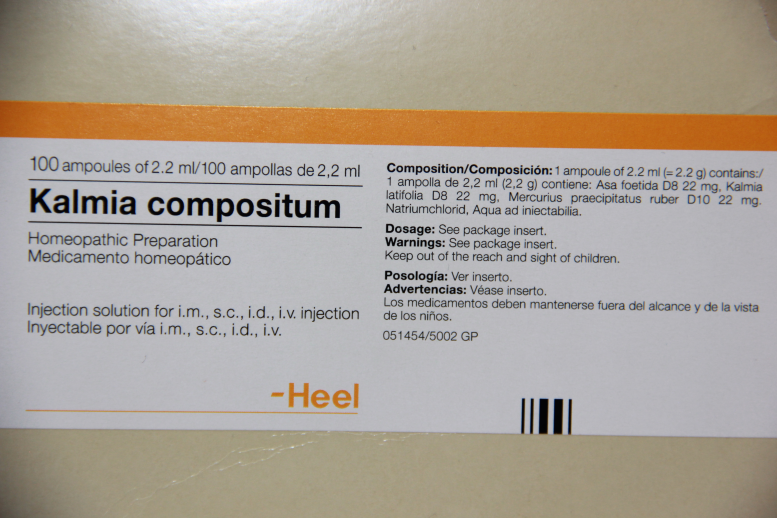 100 ampoules of 2.2 ml/100 ampollas de 2,2 ml
Kalmia compositum
Homeopathic Preparation
Medicamento homeopático
Injection solution for i.m., s.c., i.d., i.v. injection
Inyectable por vía i.m., s.c., i.d., i.v.
-Heel
Composition/Composición: 1 ampoule of 2.2 ml (= 2.2 g) contains:/
1 ampolla de 2,2 ml (2,2 g) contiene: Asa foetida D8 22 mg, Kalmia
latifolia D8 22 mg, Mercurius praecipitatus ruber D10 22 mg.
Natriumchlorid, Aqua ad iniectabilia.
Dosage: See package insert.
Warnings: See package insert.
Keep out of the reach and sight of children.
Posología: Ver inserto.
Advertencias: Véase inserto.
Los medicamentos deben mantenerse fuera del alcance y de la vista
de los niños.
051454/5002 GP